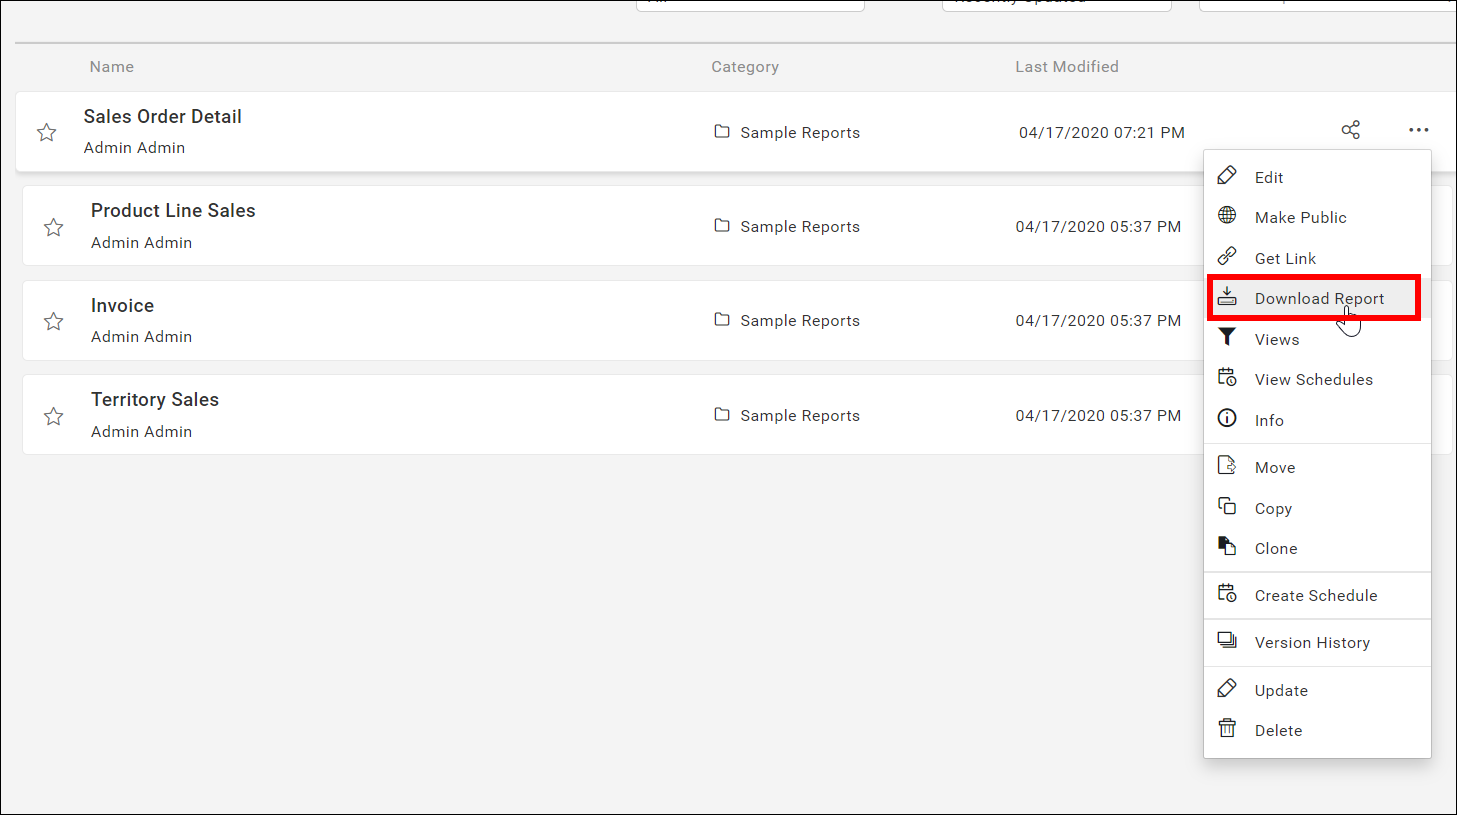 Recently Updated
Name Category Last Modified
Sales Order Detail
Admin Admin
Sample Reports
04/17/2020 07:21 PM
Product Line Sales
Admin Admin
Sample Reports
04/17/2020 05:37 PM
Invoice
Admin Admin
Sample Reports
04/17/2020 05:37 PM
Territory Sales
Admin Admin
Sample Reports
04/17/2020 05:37 PM
Edit
Make Public
Get Link
Download Report
Views
View Schedules
Info
Move
Copy
Clone
Create Schedule
Version History
Update
Delete